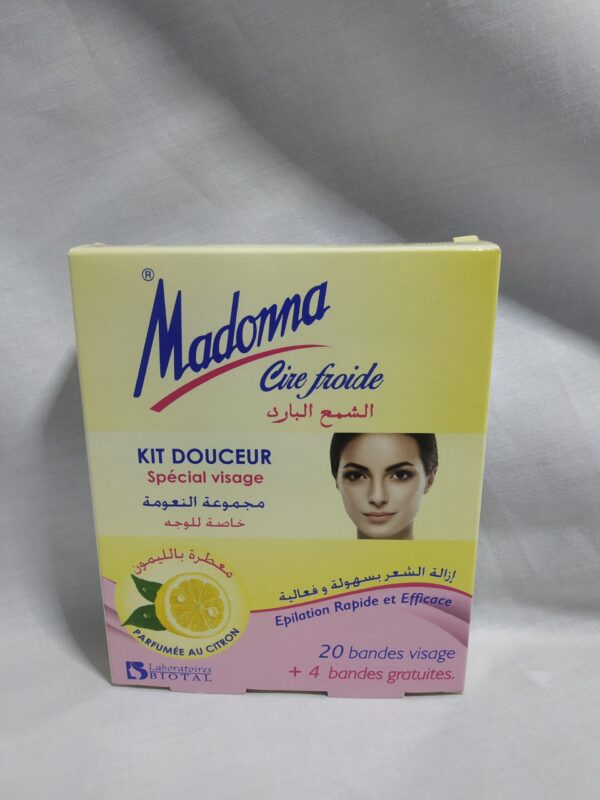 ®
Madonna
Cire froide
الشمع البارد
KIT DOUCEUR
Spécial visage
مجموعة النعومة
خاصة للوجه
معطرة بالليمون
PARFUMÉE AU CITRON
إزالة الشعر بسهولة و فعالية
Epilation Rapide et Efficace
20 bandes visage
+ 4 bandes gratuites.
Laboratoires
BIOTAL